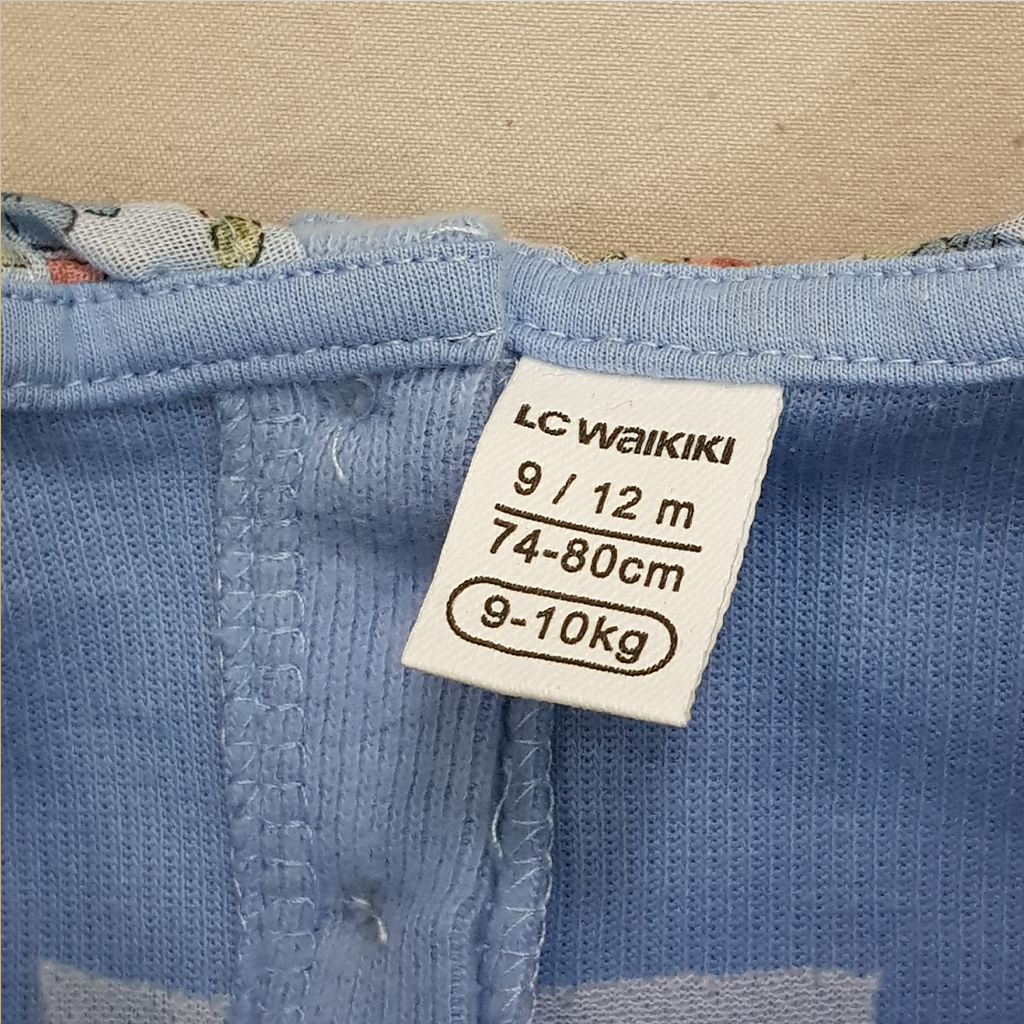 LC WAIKIKI
9 / 12 m
74-80cm
9-10kg